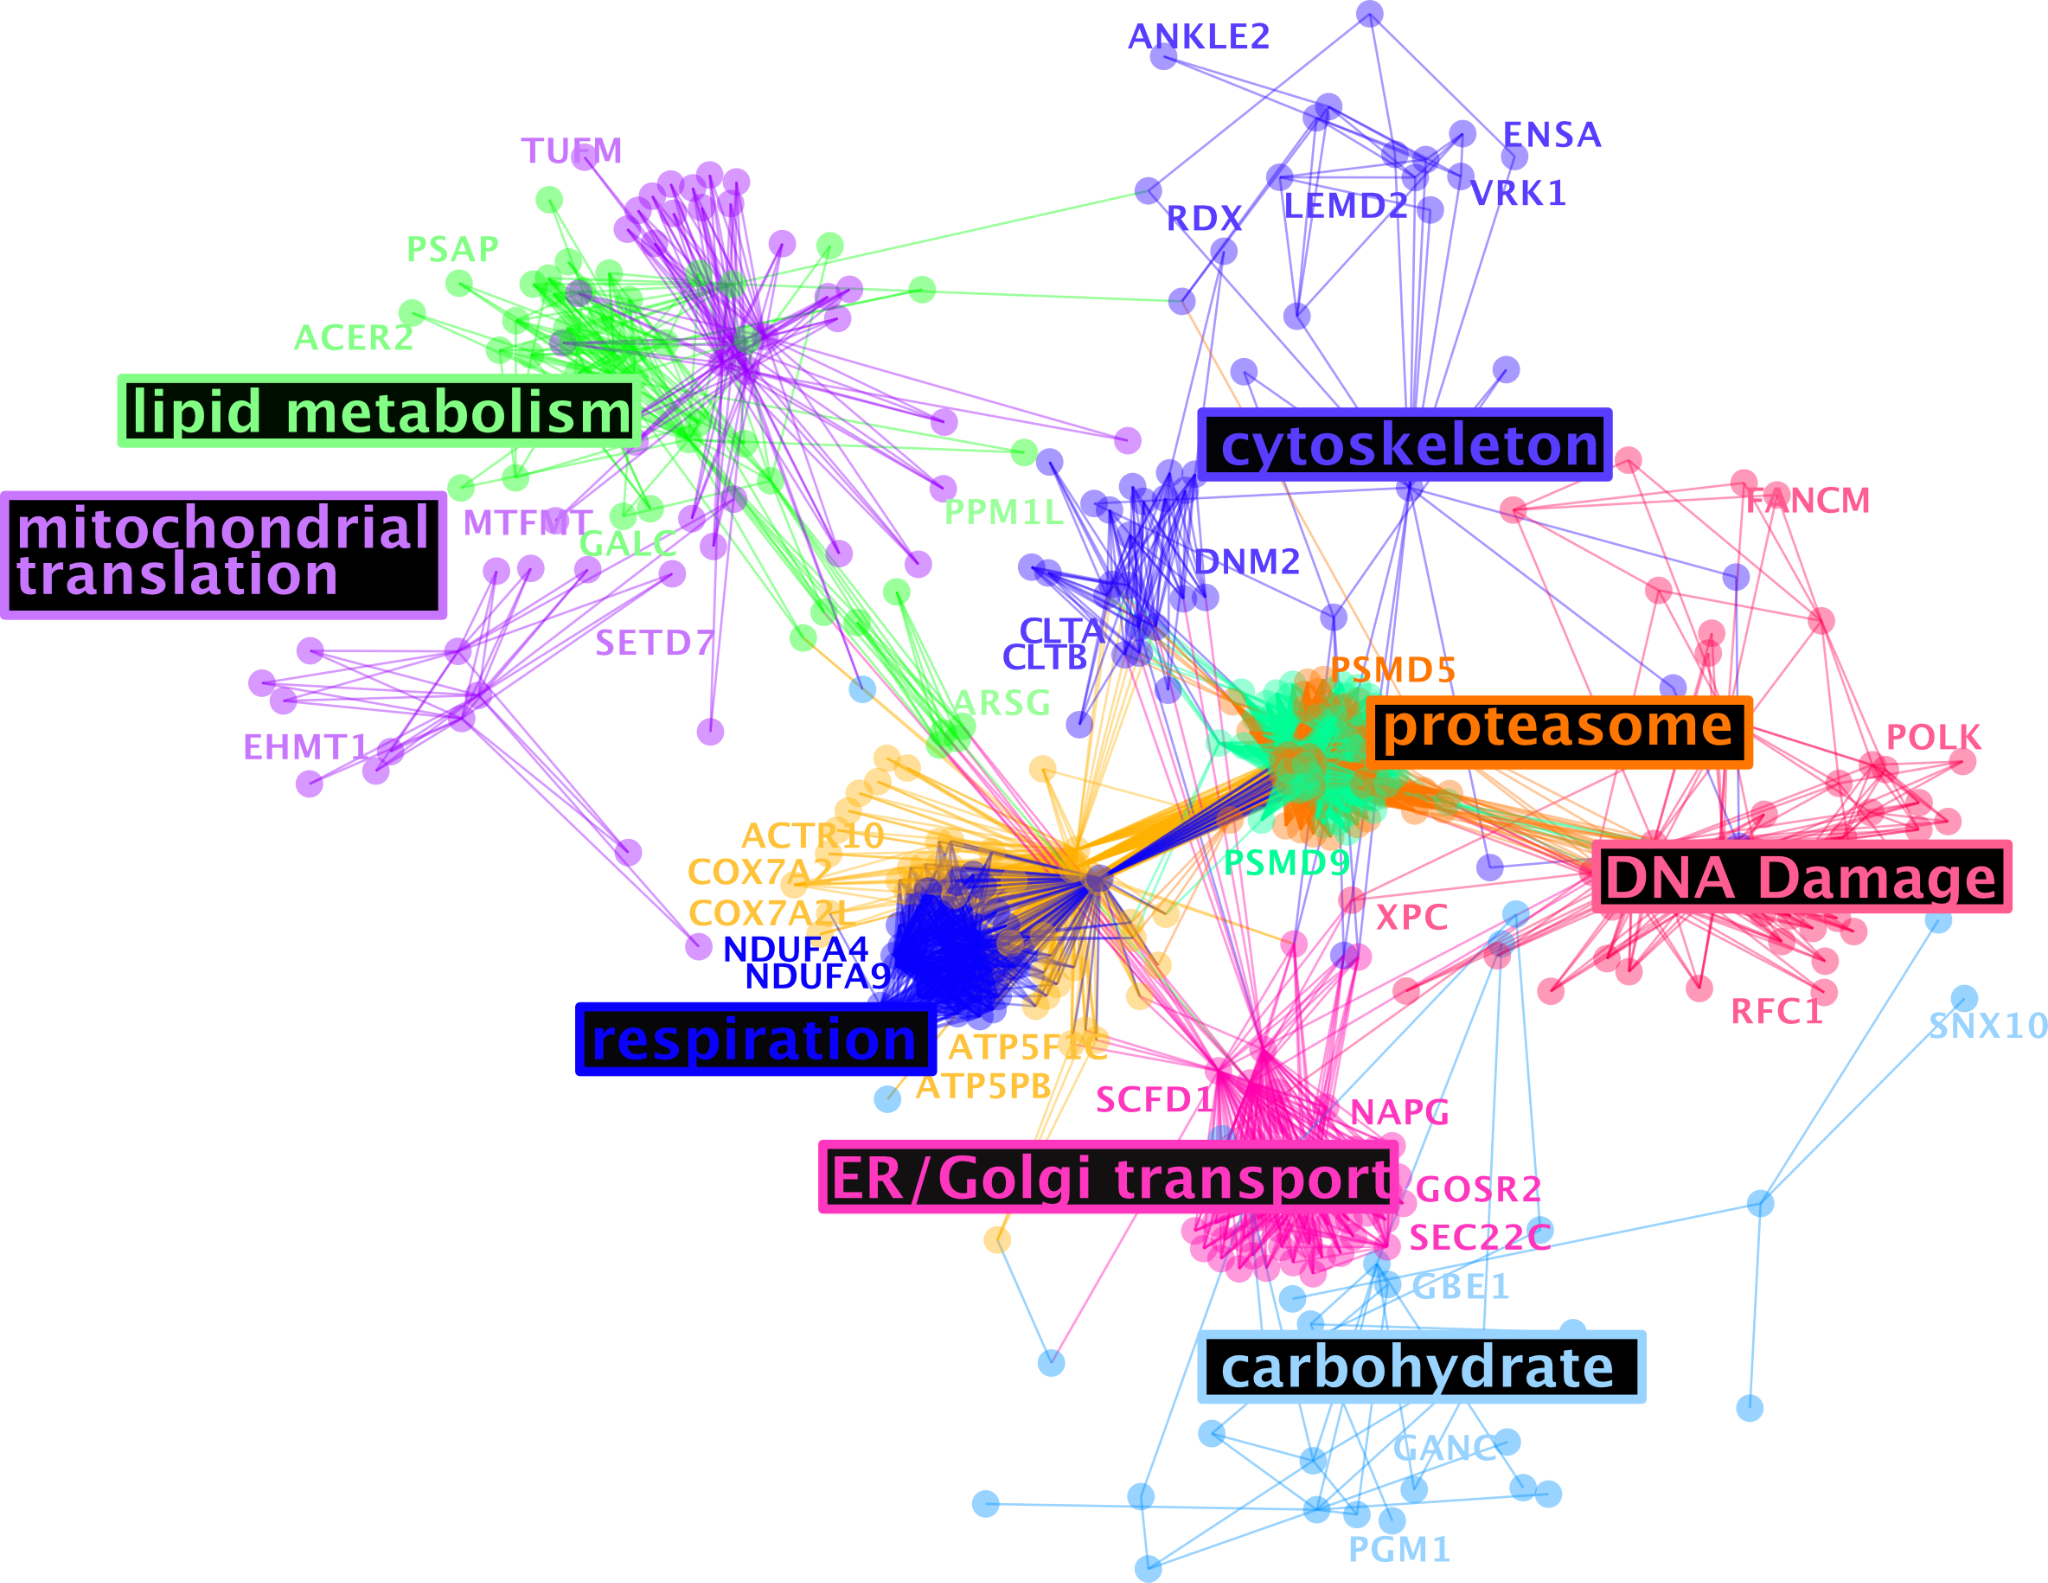 ANKLE2
ENSA
TUFM
VRK1
LEMD2
RDX
PSAP
ACER2
lipid metabolism
cytoskeleton
FANCM
mitochondrial
translation
MTFMT
PPM1L
GALC
DNM2
CLTA
SETD7
CLTB
PSMD5
ARSG
proteasome
POLK
EHMT1
ACTR10
PSMD9
COX7A2
DNA Damage
COX7A2L
XPC
NDUFA4
NDUFA9
RFC1
SNX10
respiration
ATP5F1C
ATP5PB
SCFD1
NAPG
ER/Golgi transport
GOSR2
SEC22C
GBE1
carbohydrate
GANC
PGM1